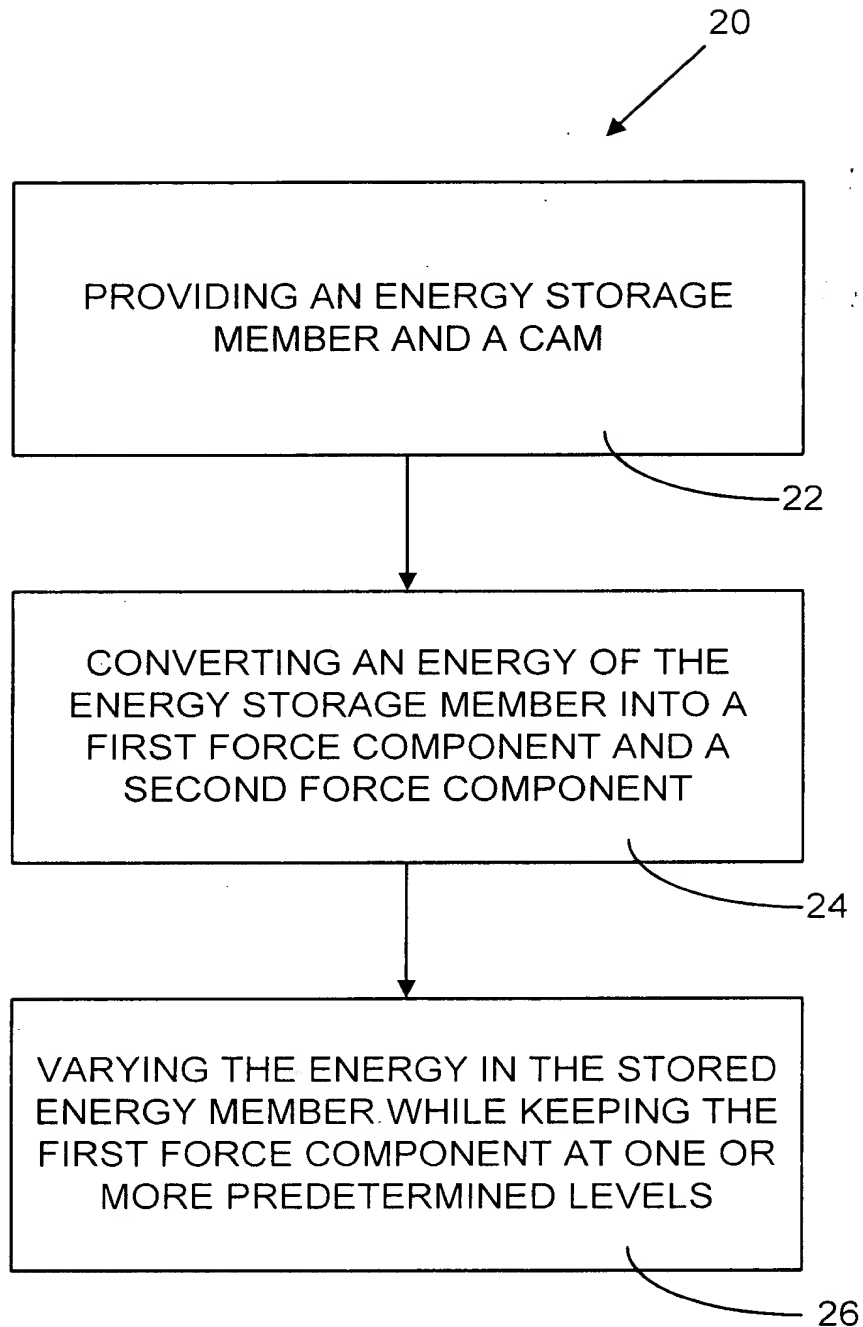 20
PROVIDING AN ENERGY STORAGE
MEMBER AND A CAM
22
CONVERTING AN ENERGY OF THE
ENERGY STORAGE MEMBER INTO A
FIRST FORCE COMPONENT AND A
SECOND FORCE COMPONENT
24
VARYING THE ENERGY IN THE STORED
ENERGY MEMBER WHILE KEEPING THE
FIRST FORCE COMPONENT AT ONE OR
MORE PREDETERMINED LEVELS
26